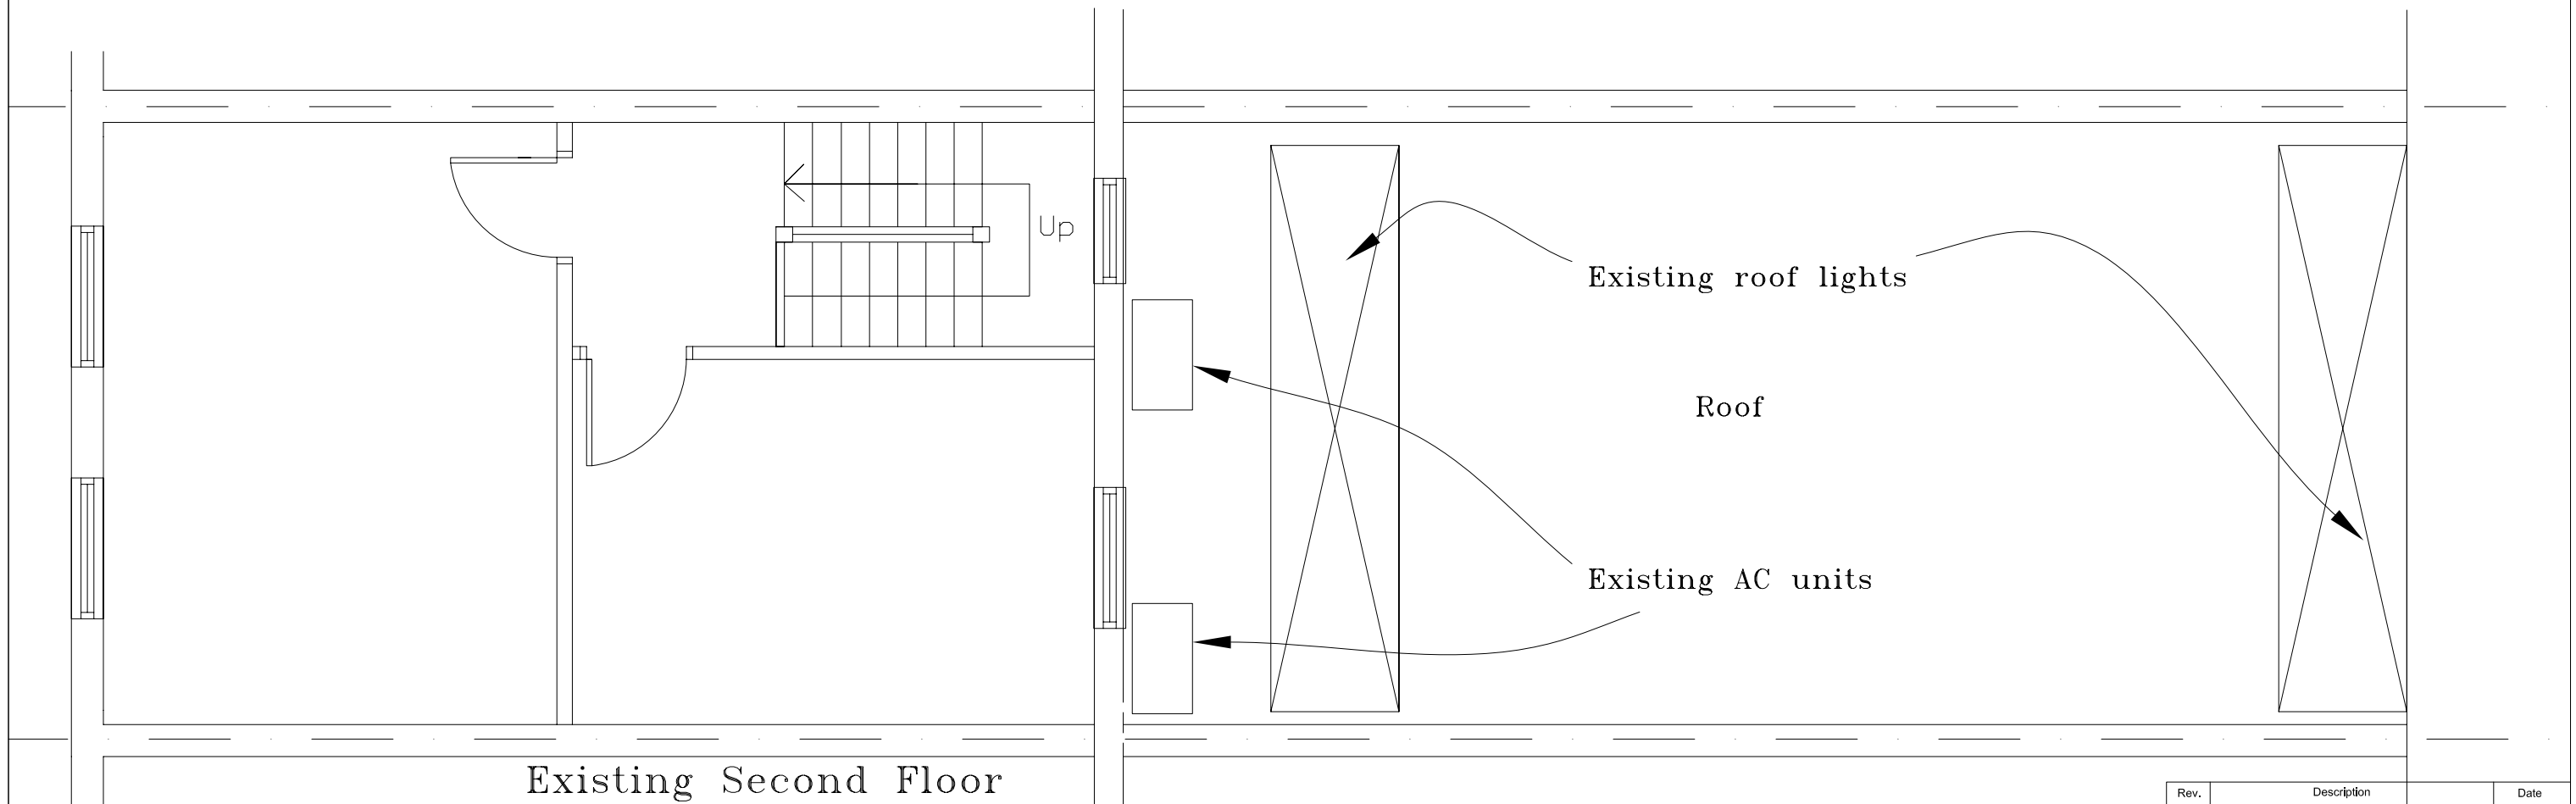 Up
Existing roof lights
Roof
Existing AC units
Existing Second Floor
Rev. Description Date